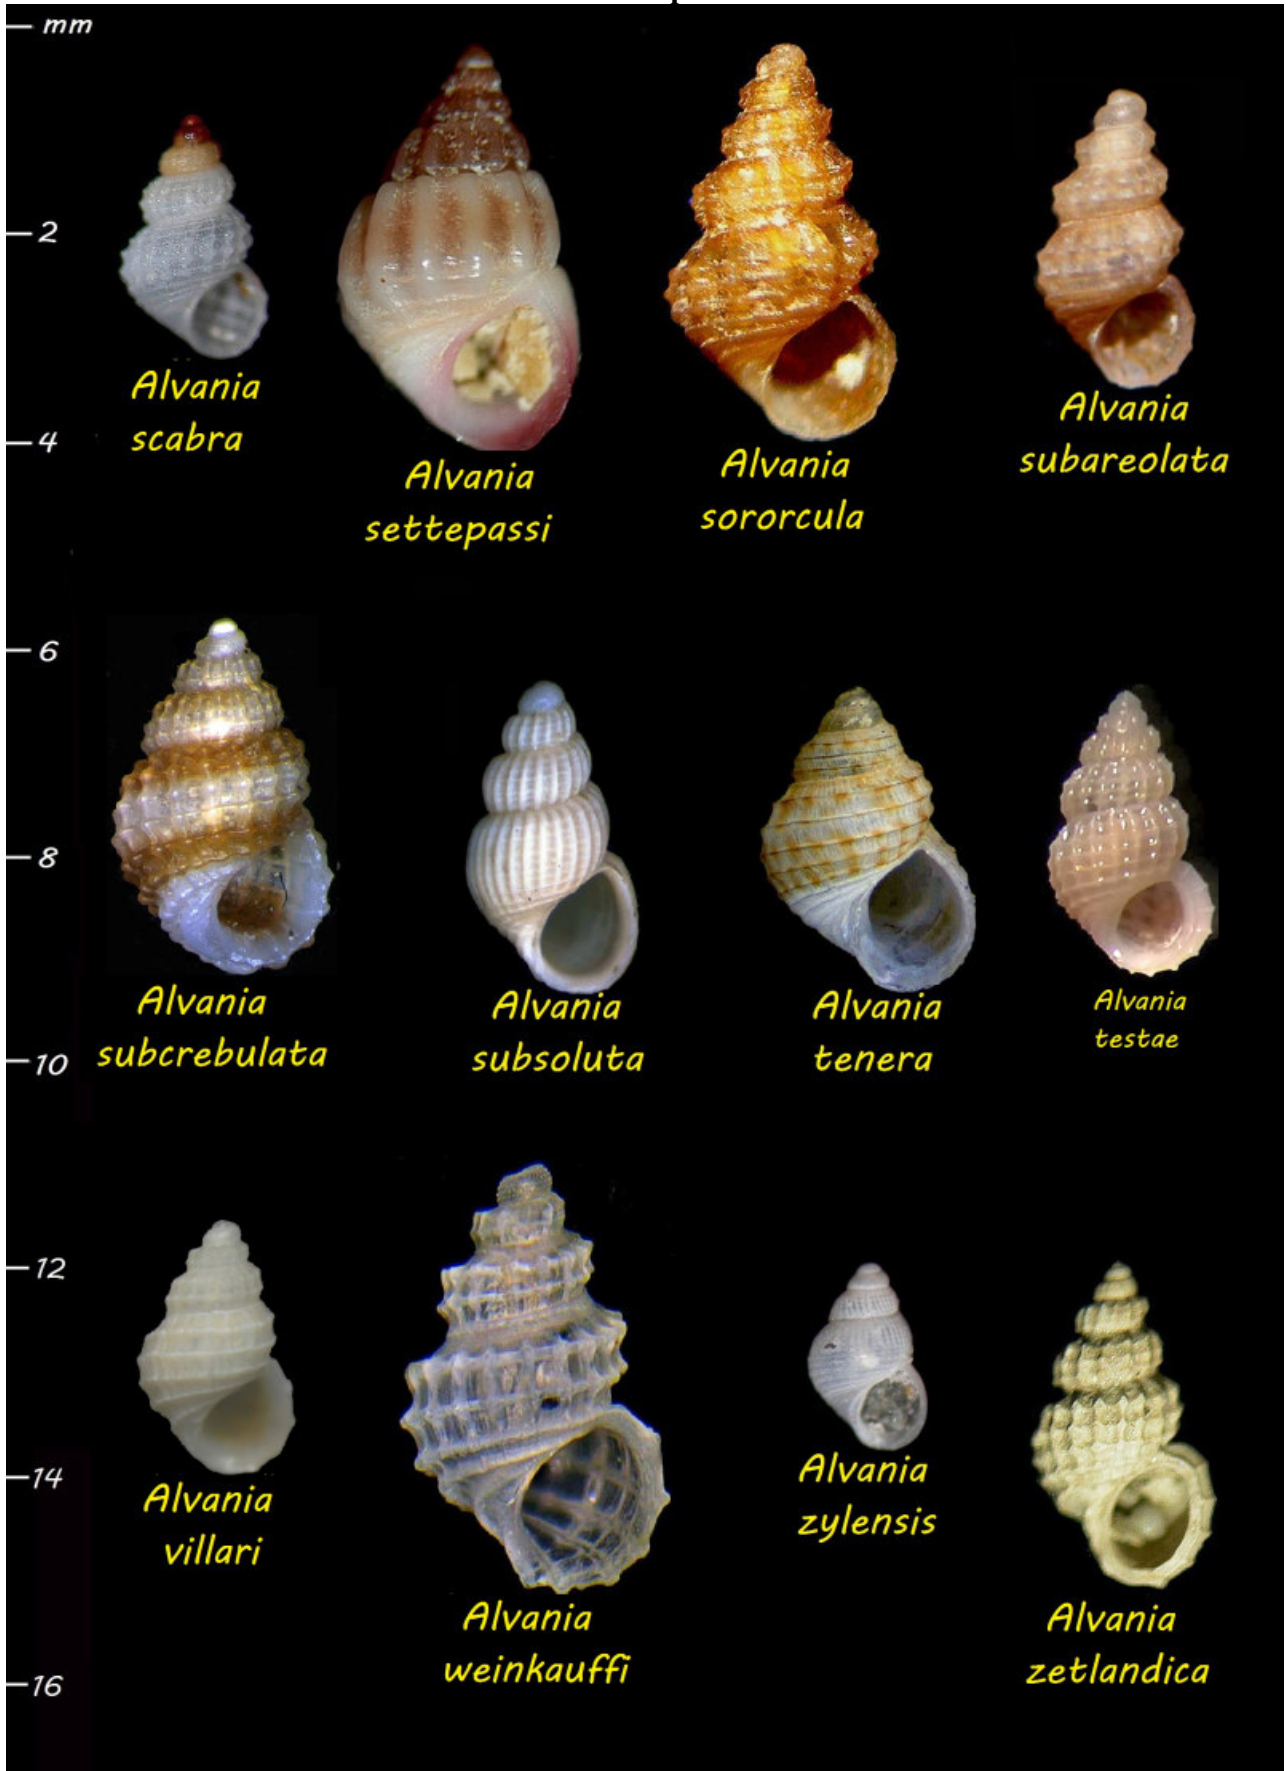 mm
2
Alvania
scabra
4
Alvania
settepassi
Alvania
sororcula
Alvania
subareolata
6
8
Alvania
subcrebulata
Alvania
subsoluta
Alvania
tenera
Alvania
testae
10
12
14
Alvania
villari
Alvania
weinkauffi
Alvania
zylensis
Alvania
zetlandica
16